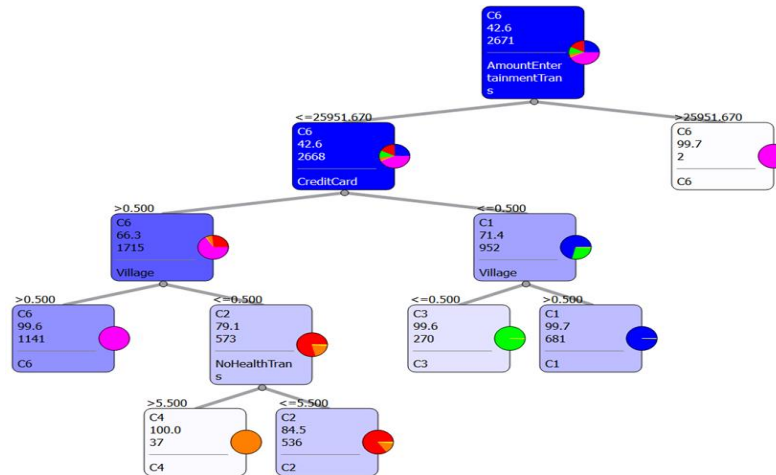 C6
42.6
2671
AmountEnter
tainmentTran
s
<=25951.670
>25951.670
C6
42.6
2668
CreditCard
C6
99.7
2
C6
>0.500
<=0.500
C6
66.3
1715
Village
C1
71.4
952
Village
>0.500
<=0.500
<=0.500
>0.500
C6
99.6
1141
C6
C2
79.1
573
NoHealthTran
s
C3
99.6
270
C3
C1
99.7
681
C1
>5.500
<=5.500
C4
100.0
37
C4
C2
84.5
536
C2